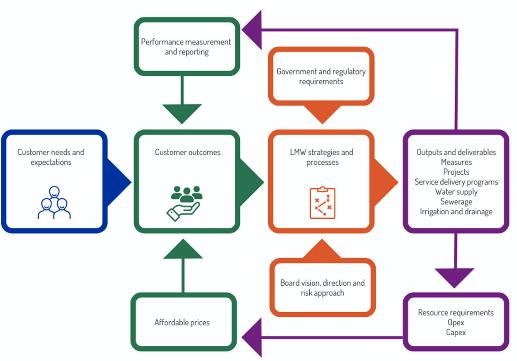 Performance measurement
and reporting
Government and regulatory
requirements
Customer needs and
expectations
Customer outcomes
LMW strategies and
processes
Outputs and deliverables
Measures
Projects
Service delivery programs
Water supply
Sewerage
Irrigation and drainage
Board vision, direction and
risk approach
Affordable prices
Resource requirements
Opex
Capex